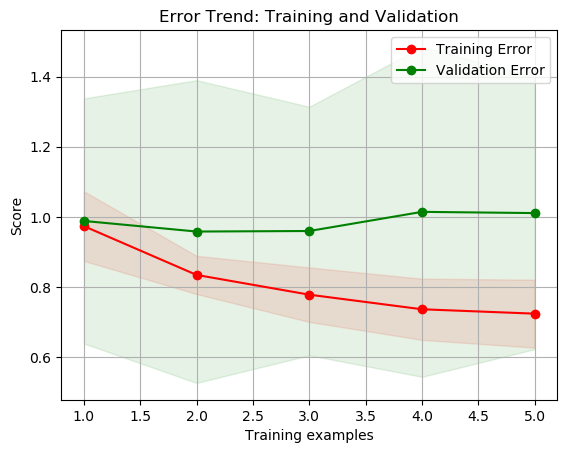 Error Trend: Training and Validation
Training Error
Validation Error
Score
1.4
1.2
1.0
0.8
0.6
1.0 1.5 2.0 2.5 3.0 3.5 4.0 4.5 5.0
Training examples